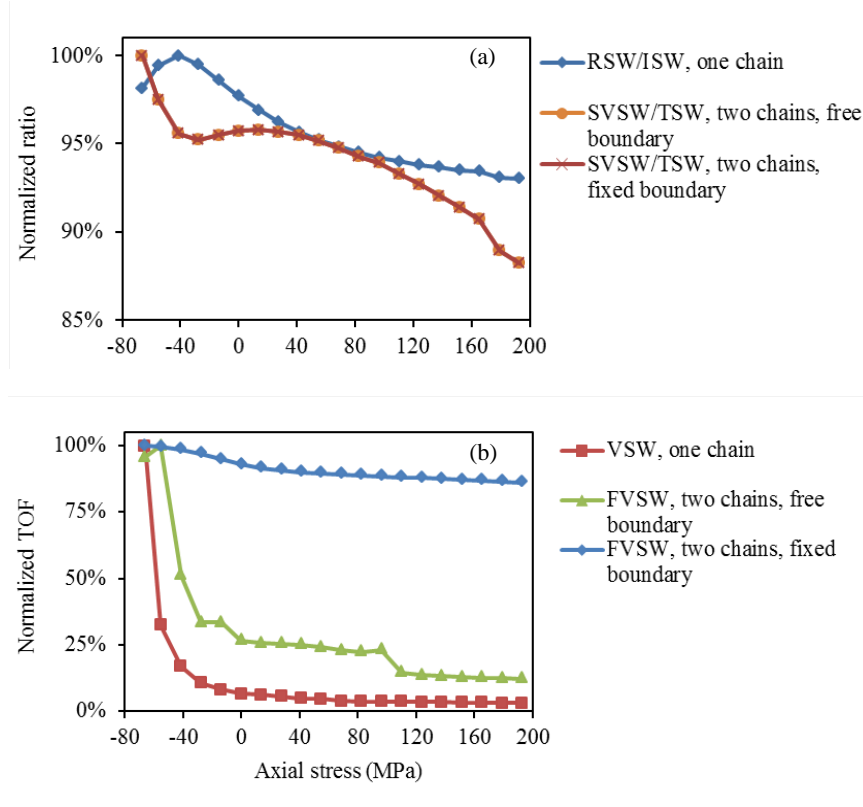 (a)
100%
95%
90%
85%
Normalized ratio
-80 -40 0 40 80 120 160 200
RSW/ISW, one chain
SVSW/TSW, two chains, free
boundary
SVSW/TSW, two chains,
fixed boundary
(b)
100%
75%
50%
25%
0%
Normalized TOF
-80 -40 0 40 80 120 160 200
Axial stress (MPa)
VSW, one chain
FVSW, two chains, free
boundary
FVSW, two chains, fixed
boundary